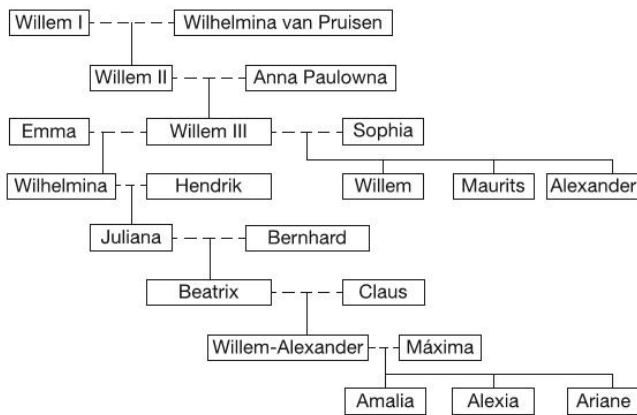 Willem I
Wilhelmina van Pruisen
Willem II
Anna Paulowna
Emma
Willem III
Sophia
Wilhelmina
Hendrik
Willem
Maurits
Alexander
Juliana
Bernhard
Beatrix
Claus
Willem-Alexander
Máxima
Amalia
Alexia
Ariane